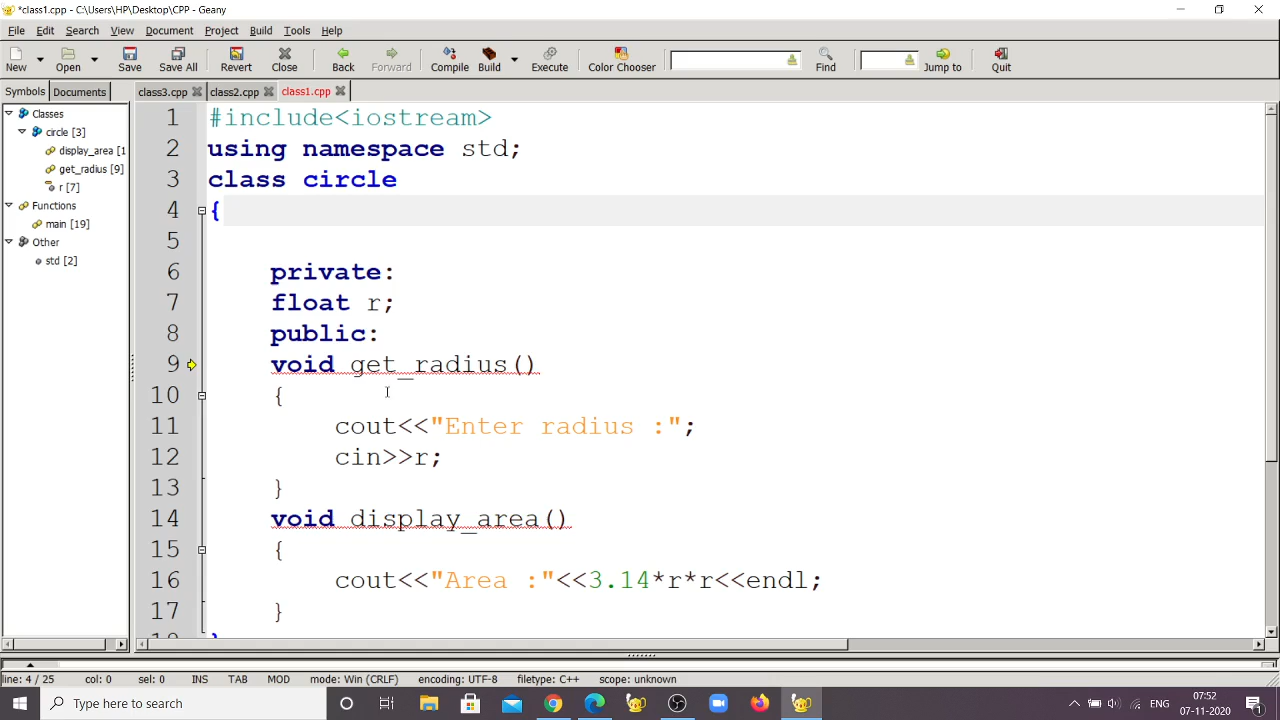 *class1.cpp - C:\Users\HP\Desktop\CPP - Geany
File Edit Search View Document Project Build Tools Help
New Open Save Save All Revert Close Back Forward Compile Build Execute Color Chooser Find Jump to Quit
Symbols Documents class3.cpp class2.cpp class1.cpp
Classes
circle [3]
display_area [1
get_radius [9]
r [7]
Functions
main [19]
Other
std [2]
1 #include<iostream>
2 using namespace std;
3 class circle
4 {
5
6 private:
7 float r;
8 public:
9 void get_radius()
10 {
11 cout<<"Enter radius :";
12 cin>>r;
13 }
14 void display_area()
15 {
16 cout<<"Area :"<<3.14*r*r<<endl;
17 }
line: 4 / 25 col: 0 sel: 0 INS TAB MOD mode: Win (CRLF) encoding: UTF-8 filetype: C++ scope: unknown
Type here to search
ENG
07:52
07-11-2020